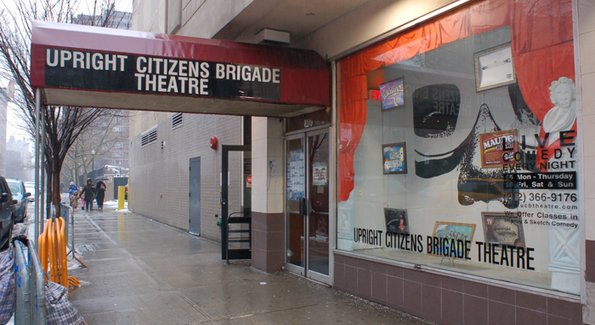 UPRIGHT CITIZENS BRIGADE
THEATRE
LIVE
COMEDY
EVERY NIGHT
Mon - Thursday
Fri, Sat & Sun
366-9176
ucbtheatre.com
We Offer Classes in
& Sketch Comedy
UPRIGHT CITIZENS BRIGADE THEATRE